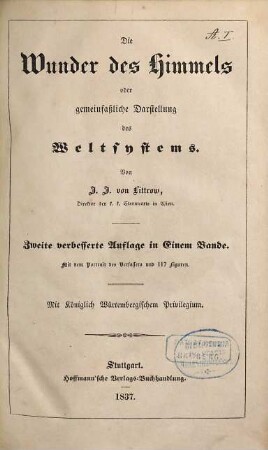 A. I.
Die
Wunder des Himmels
oder
gemeinfaßliche Darstellung
des
Weltsystems.
Von
J. J. von Littrow,
Direktor der k. k. Sternwarte in Wien.
Zweite verbesserte Auflage in Einem Bande.
Mit dem Portrait des Verfassers und 117 Figuren.
Mit Königlich Würtembergischem Privilegium.
Stuttgart.
Hoffmann'sche Verlags-Buchhandlung.
1837.